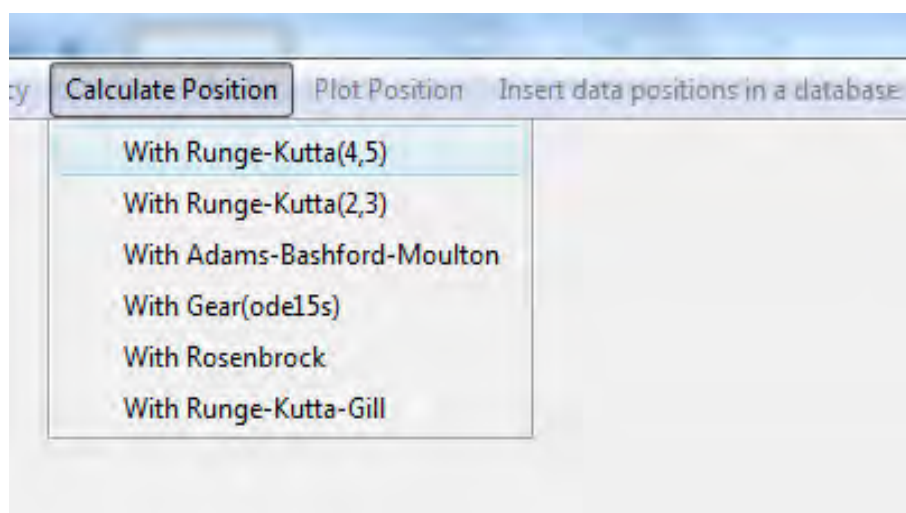 Calculate Position Plot Position Insert data positions in a database
With Runge-Kutta(4,5)
With Runge-Kutta(2,3)
With Adams-Bashford-Moulton
With Gear(ode15s)
With Rosenbrock
With Runge-Kutta-Gill